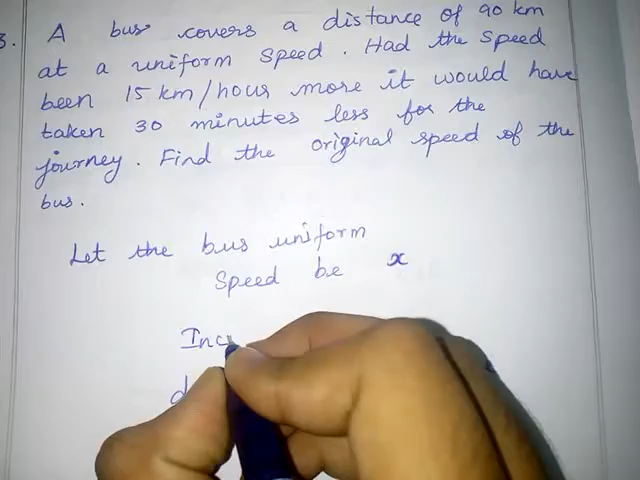 3. A bus covers a distance of 90 km
at a uniform speed. Had the speed
been 15 km/hour more it would have
taken 30 minutes less for the
journey. Find the original speed of the
bus.
Let the bus uniform
Speed be x
Inc
d